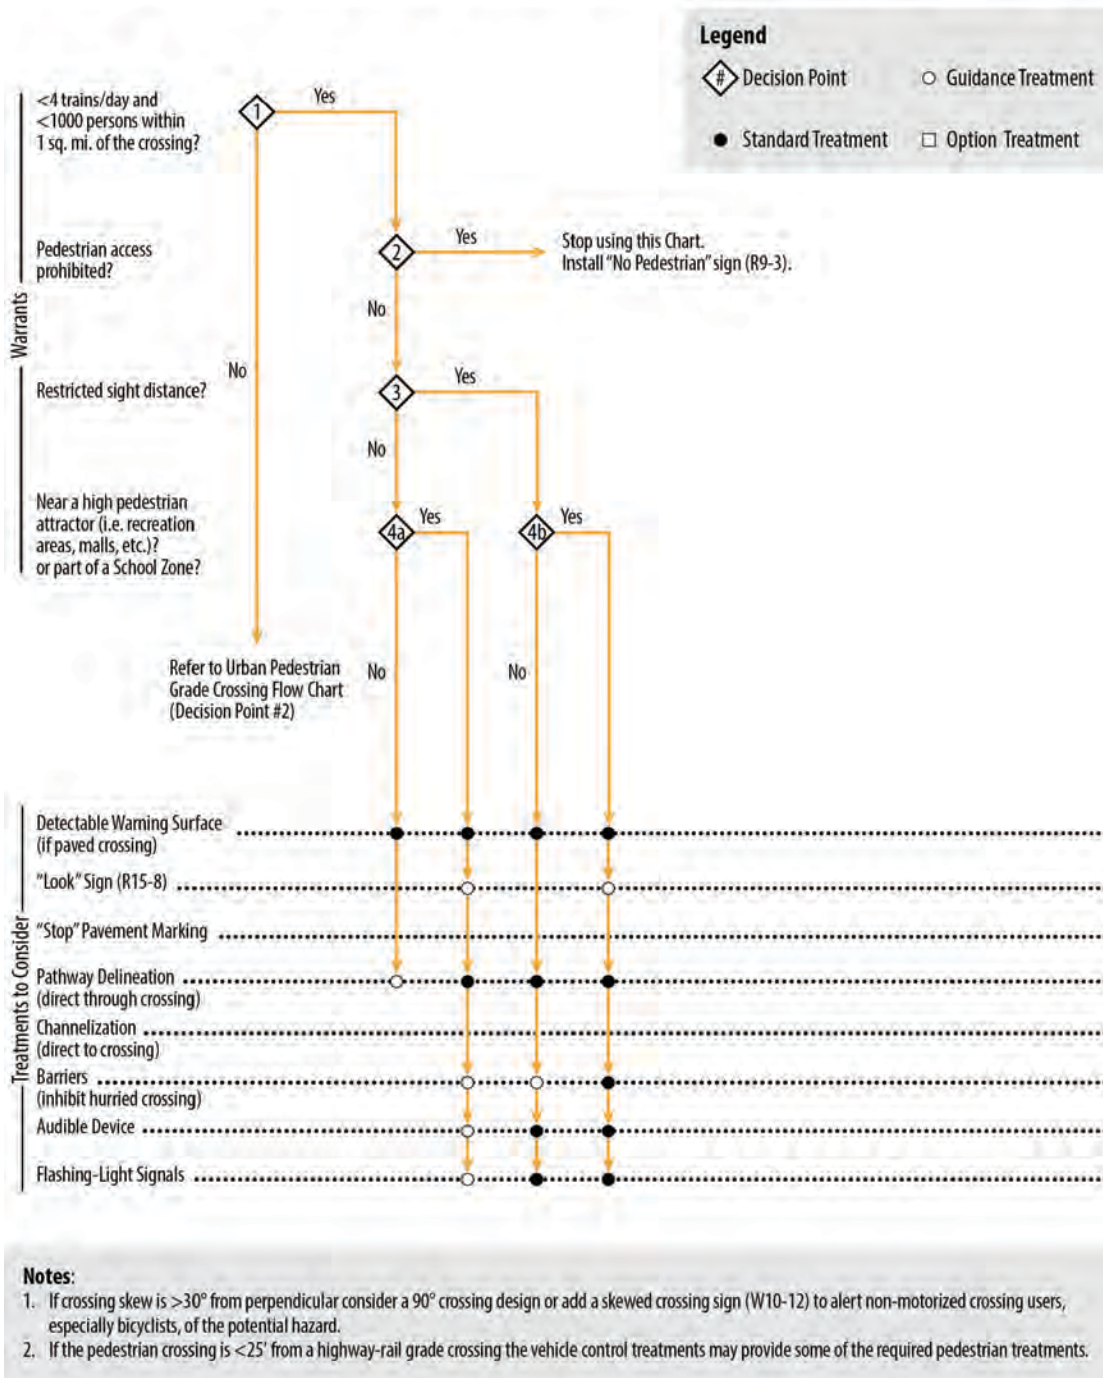 Legend
# Decision Point
Guidance Treatment
Standard Treatment
Option Treatment
Warrants
<4 trains/day and
<1000 persons within
1 sq. mi. of the crossing?
1
Yes
Pedestrian access
prohibited?
2
Yes
Stop using this Chart.
Install “No Pedestrian” sign (R9-3).
No
No
Restricted sight distance?
3
Yes
No
Near a high pedestrian
attractor (i.e. recreation
areas, malls, etc.)?
or part of a School Zone?
4a
Yes
4b
Yes
Refer to Urban Pedestrian
Grade Crossing Flow Chart
(Decision Point #2)
No
No
Treatments to Consider
Detectable Warning Surface
(if paved crossing)
“Look” Sign (R15-8)
“Stop” Pavement Marking
Pathway Delineation
(direct through crossing)
Channelization
(direct to crossing)
Barriers
(inhibit hurried crossing)
Audible Device
Flashing-Light Signals
Notes:
1. If crossing skew is >30° from perpendicular consider a 90° crossing design or add a skewed crossing sign (W10-12) to alert non-motorized crossing users,
especially bicyclists, of the potential hazard.
2. If the pedestrian crossing is <25' from a highway-rail grade crossing the vehicle control treatments may provide some of the required pedestrian treatments.